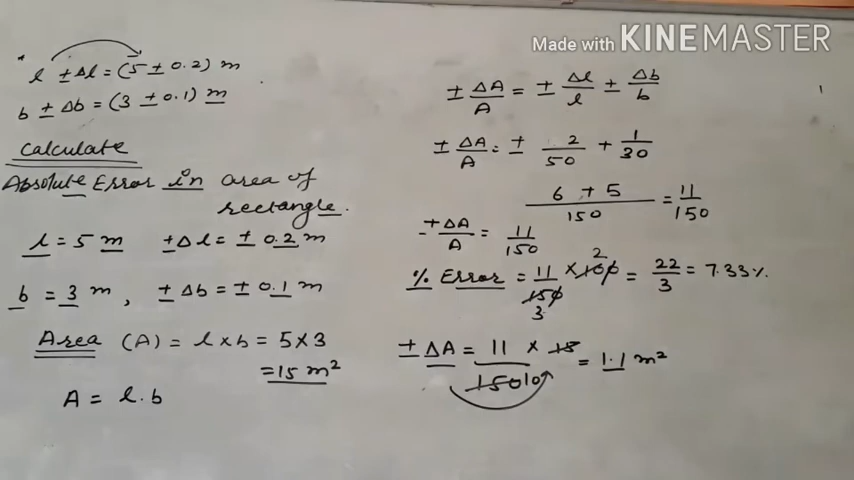 Made with KINEMASTER
* l ± Δl = (5 ± 0.2) m
b ± Δb = (3 ± 0.1) m
Calculate
Absolute Error in area of
rectangle.
l = 5 m ± Δl = ± 0.2 m
b = 3 m, ± Δb = ± 0.1 m
Area (A) = l × b = 5 × 3
= 15 m²
A = l . b
± ΔA/A = ± Δl/l ± Δb/b
± ΔA/A = ± 2/50 + 1/30
6 + 5/150 = 11/150
± ΔA/A = 11/150
% Error = 11/150 × 100 2 = 22/3 = 7.33 %
3
± ΔA = 11/150 × 15 = 1.1 m²
10